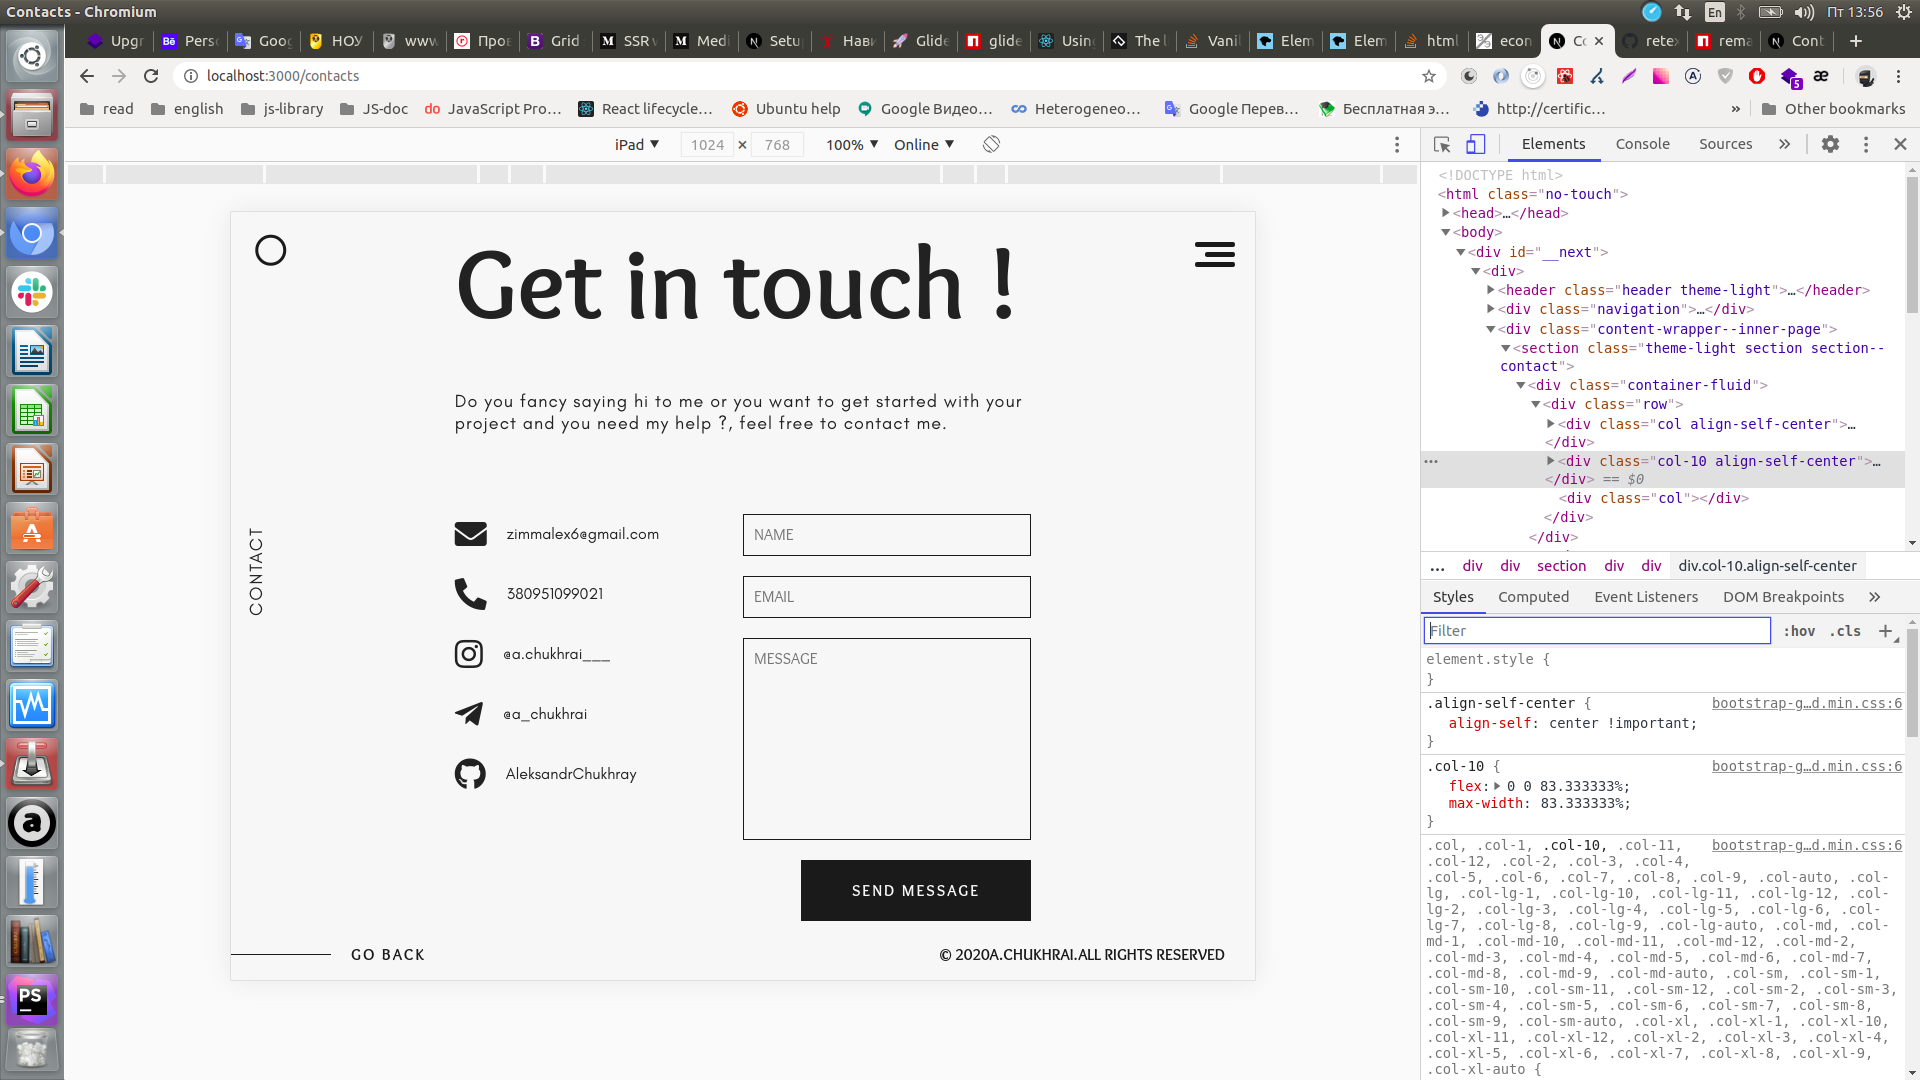 Contacts - Chromium
En
Пт 13:56
Upgr
Perso
Goog
НОУ
www
Про
Grid
SSR v
Medi
Setu
Нави
Glide
glide
Using
The l
Vanil
Elem
Elem
html
econ
Co
retex
rema
Cont
localhost:3000/contacts
5
æ
read
english
js-library
JS-doc
do JavaScript Pro...
React lifecycle...
Ubuntu help
Google Видео...
Heterogeneo...
Google Перев...
Бесплатная э...
http://certific...
»
Other bookmarks
iPad
1024 × 768
100%
Online
Elements
Console
Sources
»
<!DOCTYPE html>
<html class="no-touch">
<head>…</head>
<body>
<div id="__next">
<div>
<header class="header theme-light">…</header>
<div class="navigation">…</div>
<div class="content-wrapper--inner-page">
<section class="theme-light section section--
contact">
<div class="container-fluid">
<div class="row">
<div class="col align-self-center">…
</div>
<div class="col-10 align-self-center">…
</div> == $0
<div class="col"></div>
</div>
</div>
... div div section div div div.col-10.align-self-center
Styles
Computed
Event Listeners
DOM Breakpoints
»
Filter
:hov .cls +
element.style {
}
.align-self-center {
bootstrap-g…d.min.css:6
align-self: center !important;
}
.col-10 {
bootstrap-g…d.min.css:6
flex: 0 0 83.333333%;
max-width: 83.333333%;
}
.col, .col-1, .col-10, .col-11,
bootstrap-g…d.min.css:6
.col-12, .col-2, .col-3, .col-4,
.col-5, .col-6, .col-7, .col-8, .col-9, .col-auto, .col-
lg, .col-lg-1, .col-lg-10, .col-lg-11, .col-lg-12, .col-
lg-2, .col-lg-3, .col-lg-4, .col-lg-5, .col-lg-6, .col-
lg-7, .col-lg-8, .col-lg-9, .col-lg-auto, .col-md, .col-
md-1, .col-md-10, .col-md-11, .col-md-12, .col-md-2,
.col-md-3, .col-md-4, .col-md-5, .col-md-6, .col-md-7,
.col-md-8, .col-md-9, .col-md-auto, .col-sm, .col-sm-1,
.col-sm-10, .col-sm-11, .col-sm-12, .col-sm-2, .col-sm-3,
.col-sm-4, .col-sm-5, .col-sm-6, .col-sm-7, .col-sm-8,
.col-sm-9, .col-sm-auto, .col-xl, .col-xl-1, .col-xl-10,
.col-xl-11, .col-xl-12, .col-xl-2, .col-xl-3, .col-xl-4,
.col-xl-5, .col-xl-6, .col-xl-7, .col-xl-8, .col-xl-9,
.col-xl-auto {
Get in touch !
Do you fancy saying hi to me or you want to get started with your
project and you need my help ?, feel free to contact me.
CONTACT
zimmalex6@gmail.com
380951099021
@a.chukhrai___
@a_chukhrai
AleksandrChukhray
NAME
EMAIL
MESSAGE
SEND MESSAGE
GO BACK
© 2020A.CHUKHRAI.ALL RIGHTS RESERVED
a
PS